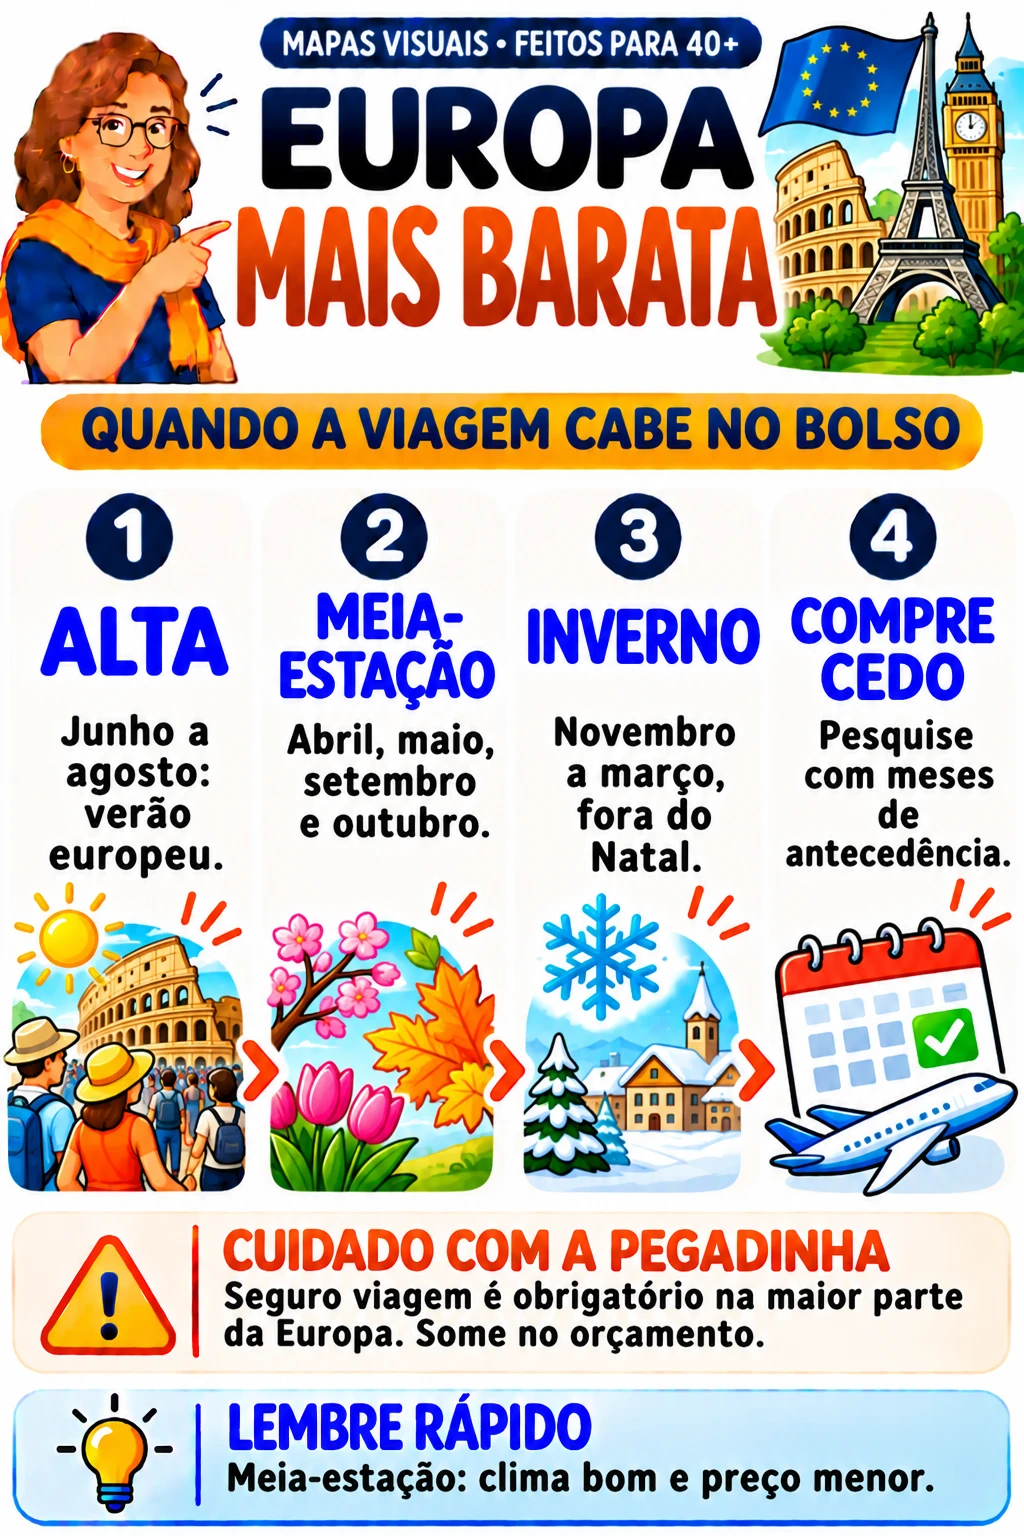 MAPAS VISUAIS • FEITOS PARA 40+
EUROPA
MAIS BARATA
QUANDO A VIAGEM CABE NO BOLSO
1
ALTA
Junho a
agosto:
verão
europeu.
2
MEIA-
ESTAÇÃO
Abril, maio,
setembro
e outubro.
3
INVERNO
Novembro
a março,
fora do
Natal.
4
COMPRE
CEDO
Pesquise
com meses
de
antecedência.
CUIDADO COM A PEGADINHA
Seguro viagem é obrigatório na maior parte
da Europa. Some no orçamento.
LEMBRE RÁPIDO
Meia-estação: clima bom e preço menor.